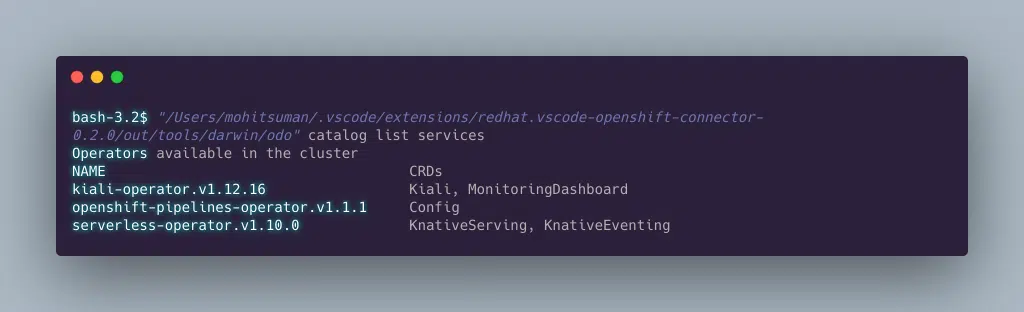 bash-3.2$ "/Users/mohitsuman/.vscode/extensions/redhat.vscode-openshift-connector-
0.2.0/out/tools/darwin/odo" catalog list services
Operators available in the cluster
NAME                                    CRDs
kiali-operator.v1.12.16                 Kiali, MonitoringDashboard
openshift-pipelines-operator.v1.1.1     Config
serverless-operator.v1.10.0             KnativeServing, KnativeEventing